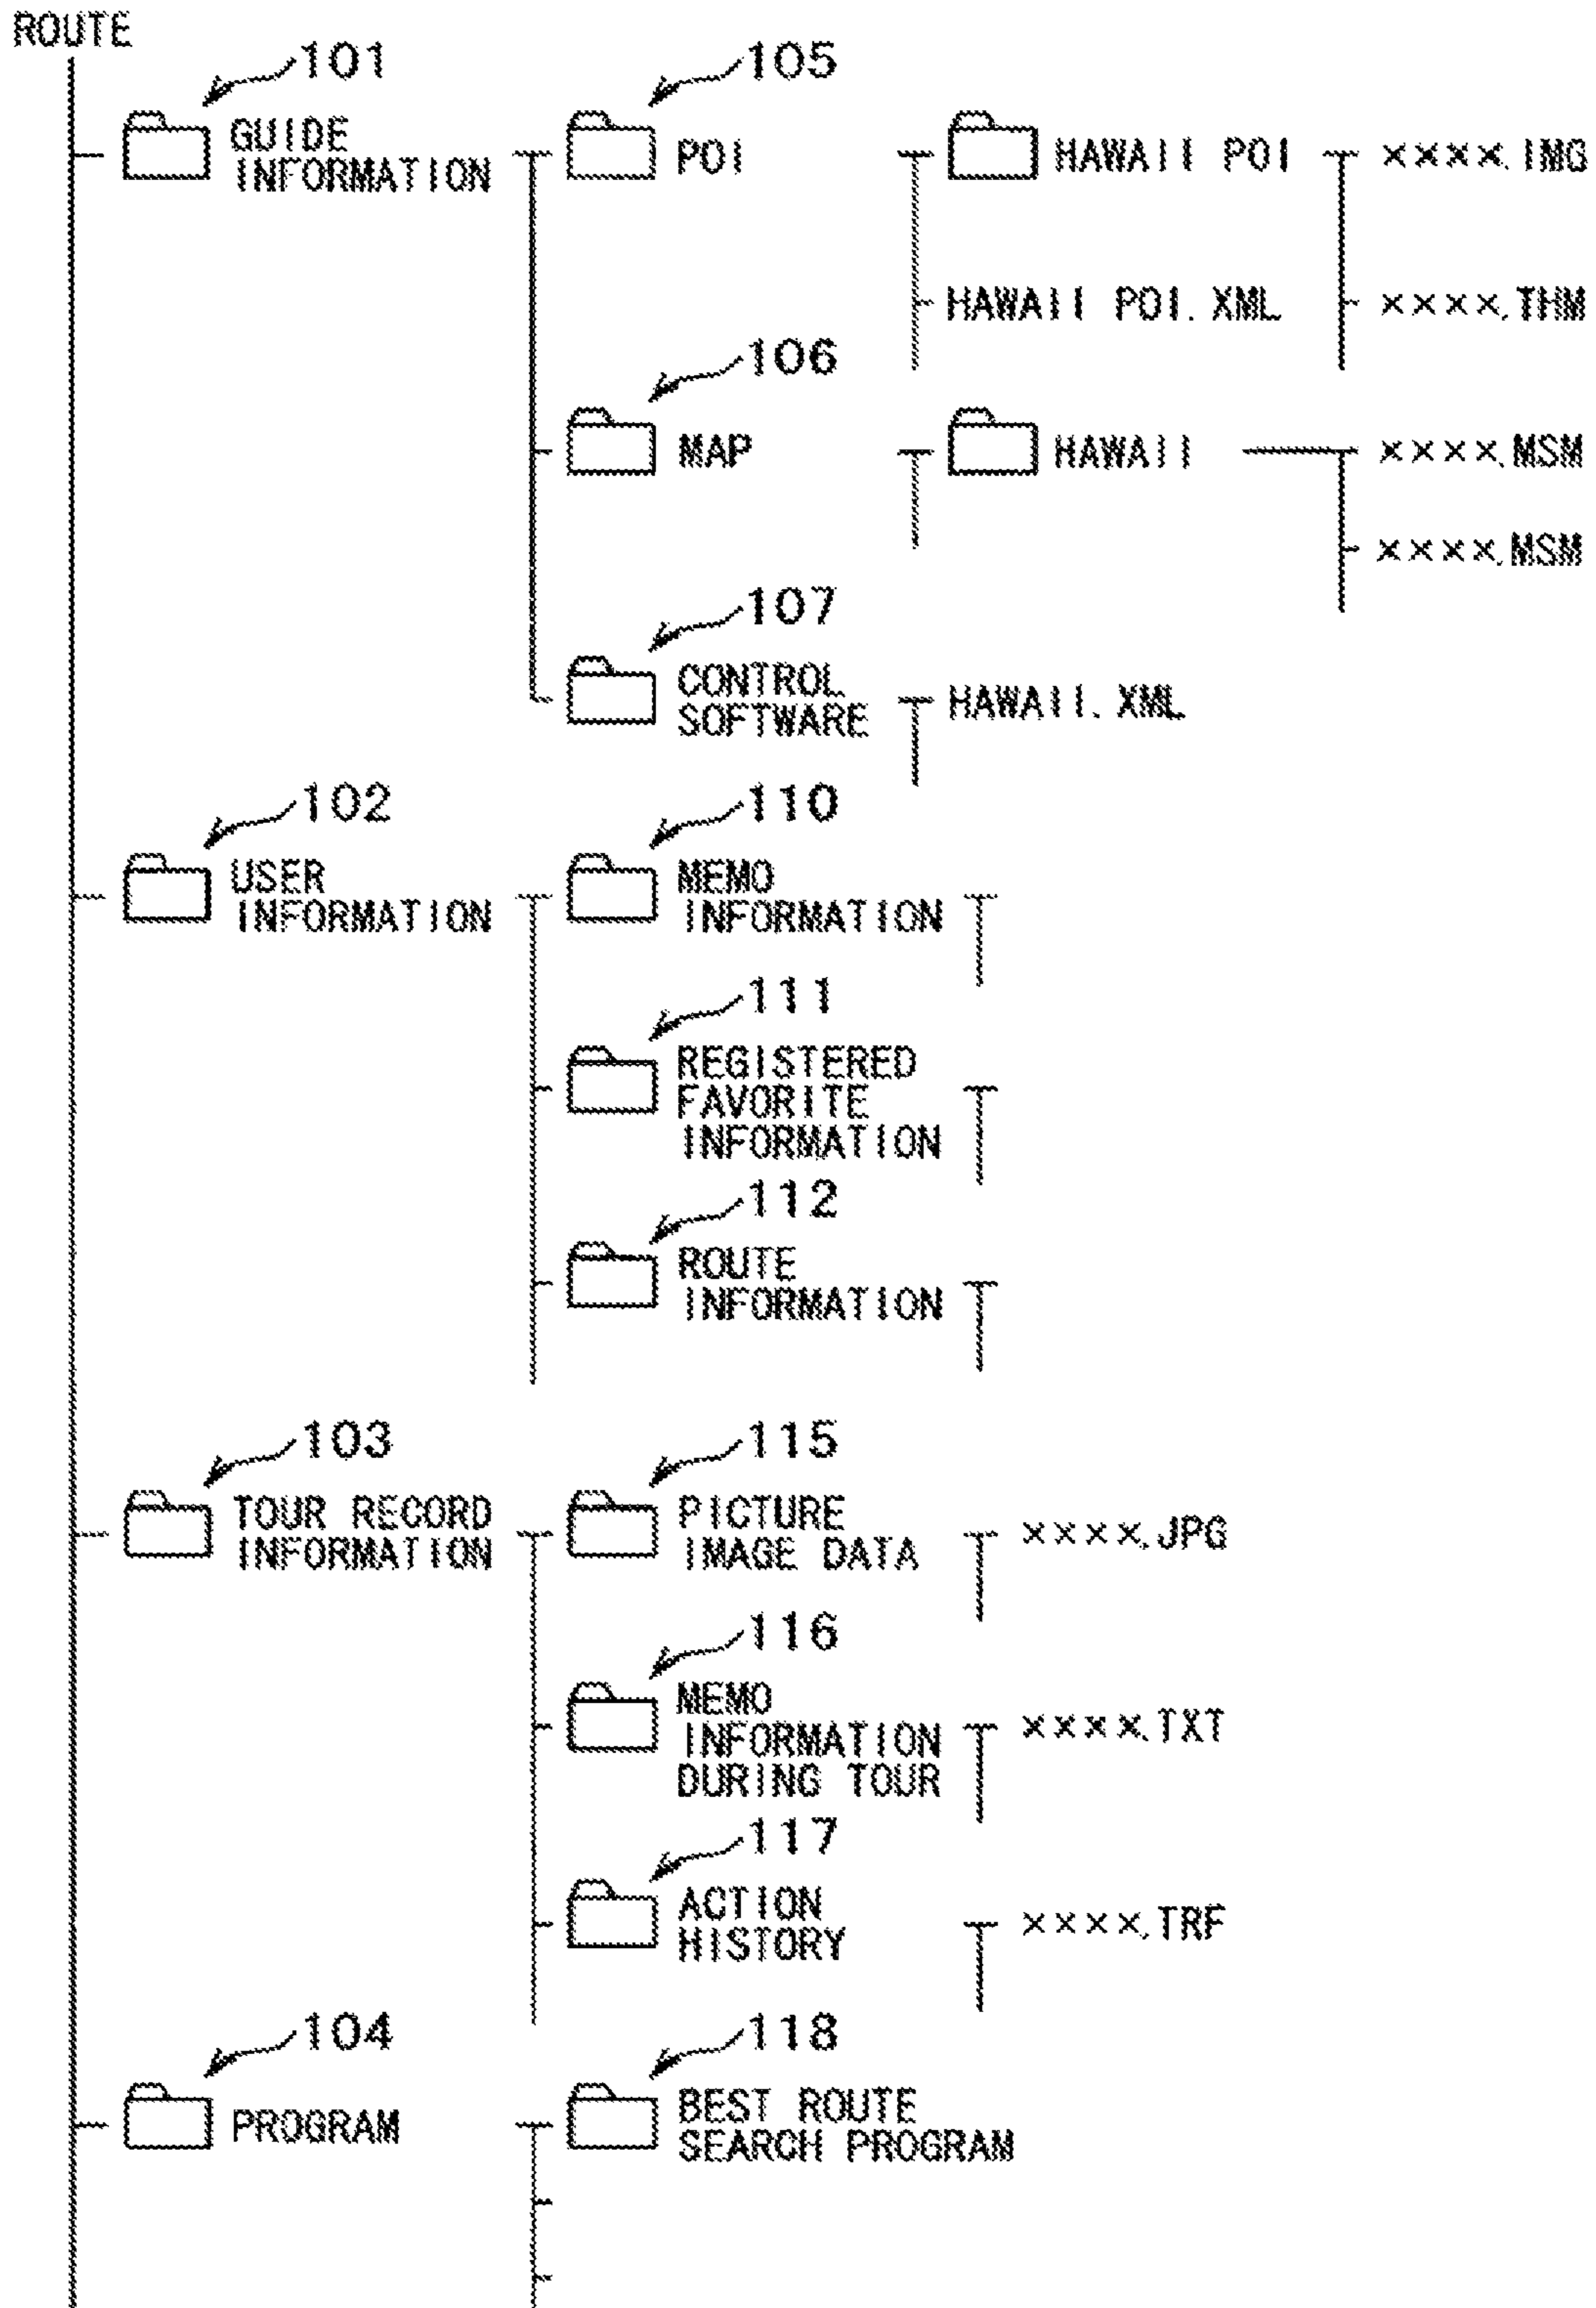 ROUTE
101
GUIDE
INFORMATION
105
POI
HAWAII POI
××××.IMG
HAWAII POI.XML
××××.THM
106
MAP
HAWAII
××××.MSM
××××.MSM
107
CONTROL
SOFTWARE
HAWAII.XML
102
USER
INFORMATION
110
MEMO
INFORMATION
111
REGISTERED
FAVORITE
INFORMATION
112
ROUTE
INFORMATION
103
TOUR RECORD
INFORMATION
115
PICTURE
IMAGE DATA
××××.JPG
116
MEMO
INFORMATION
DURING TOUR
××××.TXT
117
ACTION
HISTORY
××××.TRF
104
PROGRAM
118
BEST ROUTE
SEARCH PROGRAM